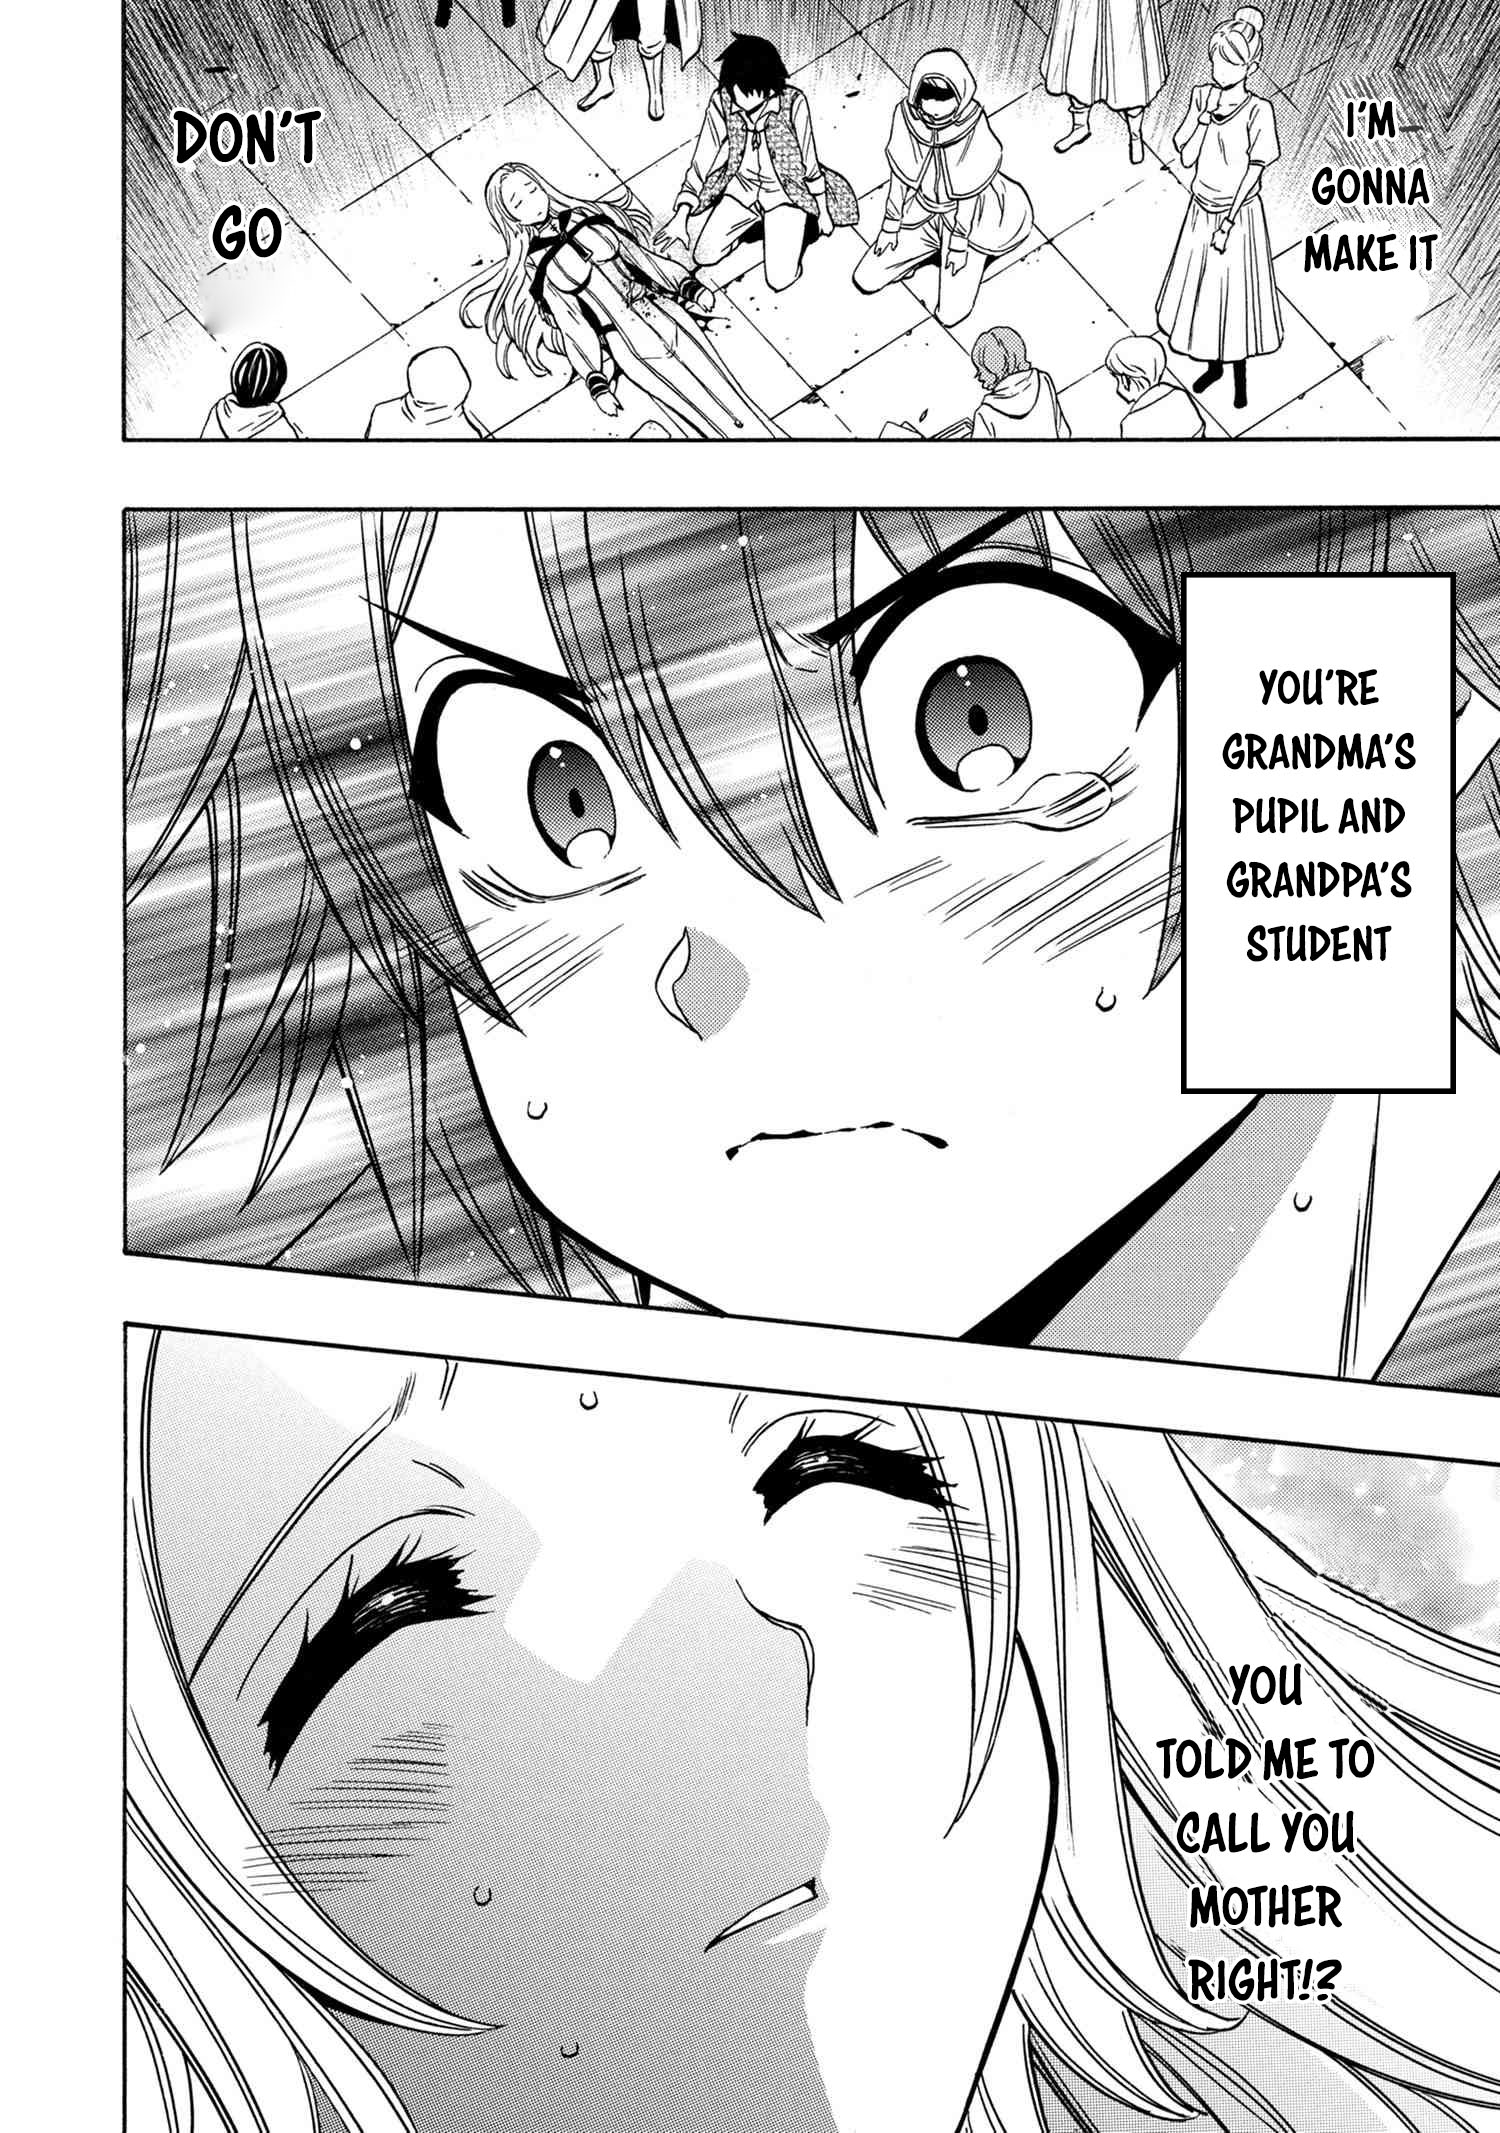 I'M
GONNA
MAKE IT
DON'T
GO
YOU'RE
GRANDMA'S
PUPIL AND
GRANDPA'S
STUDENT
YOU
TOLD ME TO
CALL YOU
MOTHER
RIGHT!?